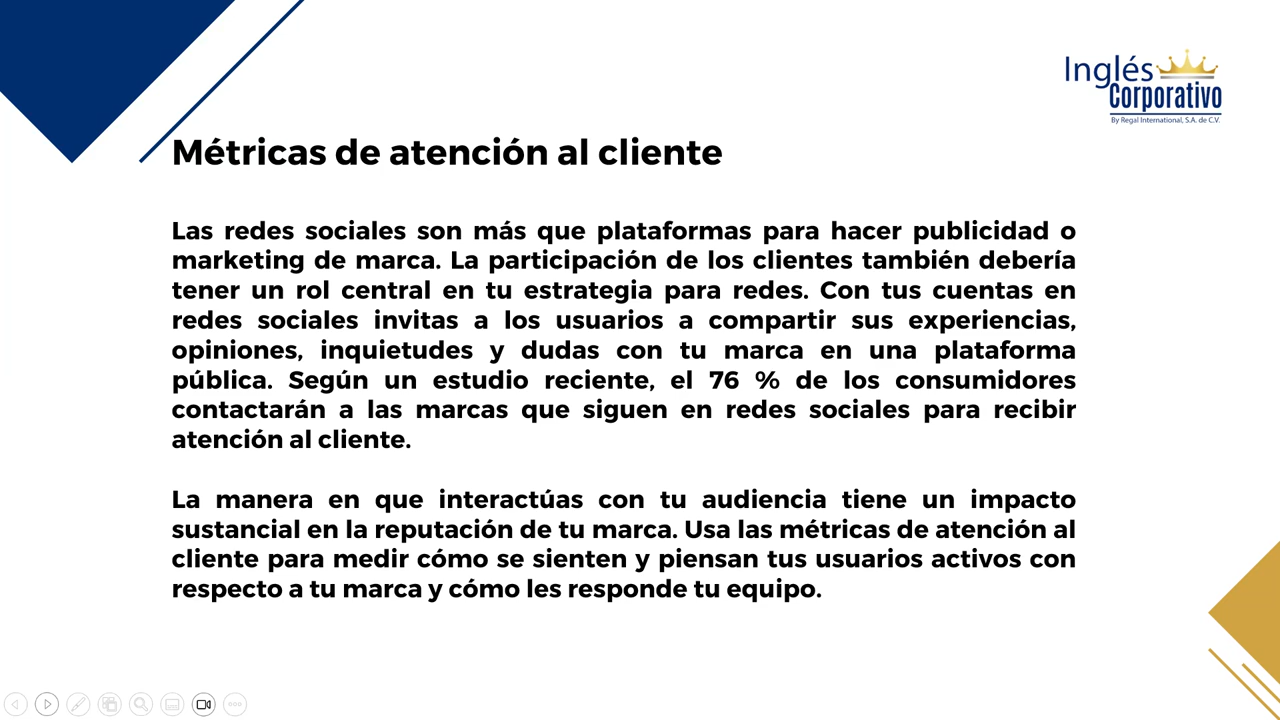 Inglés
Corporativo
By Regal International, S.A. de C.V.
Métricas de atención al cliente
Las redes sociales son más que plataformas para hacer publicidad o
marketing de marca. La participación de los clientes también debería
tener un rol central en tu estrategia para redes. Con tus cuentas en
redes sociales invitas a los usuarios a compartir sus experiencias,
opiniones, inquietudes y dudas con tu marca en una plataforma
pública. Según un estudio reciente, el 76 % de los consumidores
contactarán a las marcas que siguen en redes sociales para recibir
atención al cliente.
La manera en que interactúas con tu audiencia tiene un impacto
sustancial en la reputación de tu marca. Usa las métricas de atención al
cliente para medir cómo se sienten y piensan tus usuarios activos con
respecto a tu marca y cómo les responde tu equipo.